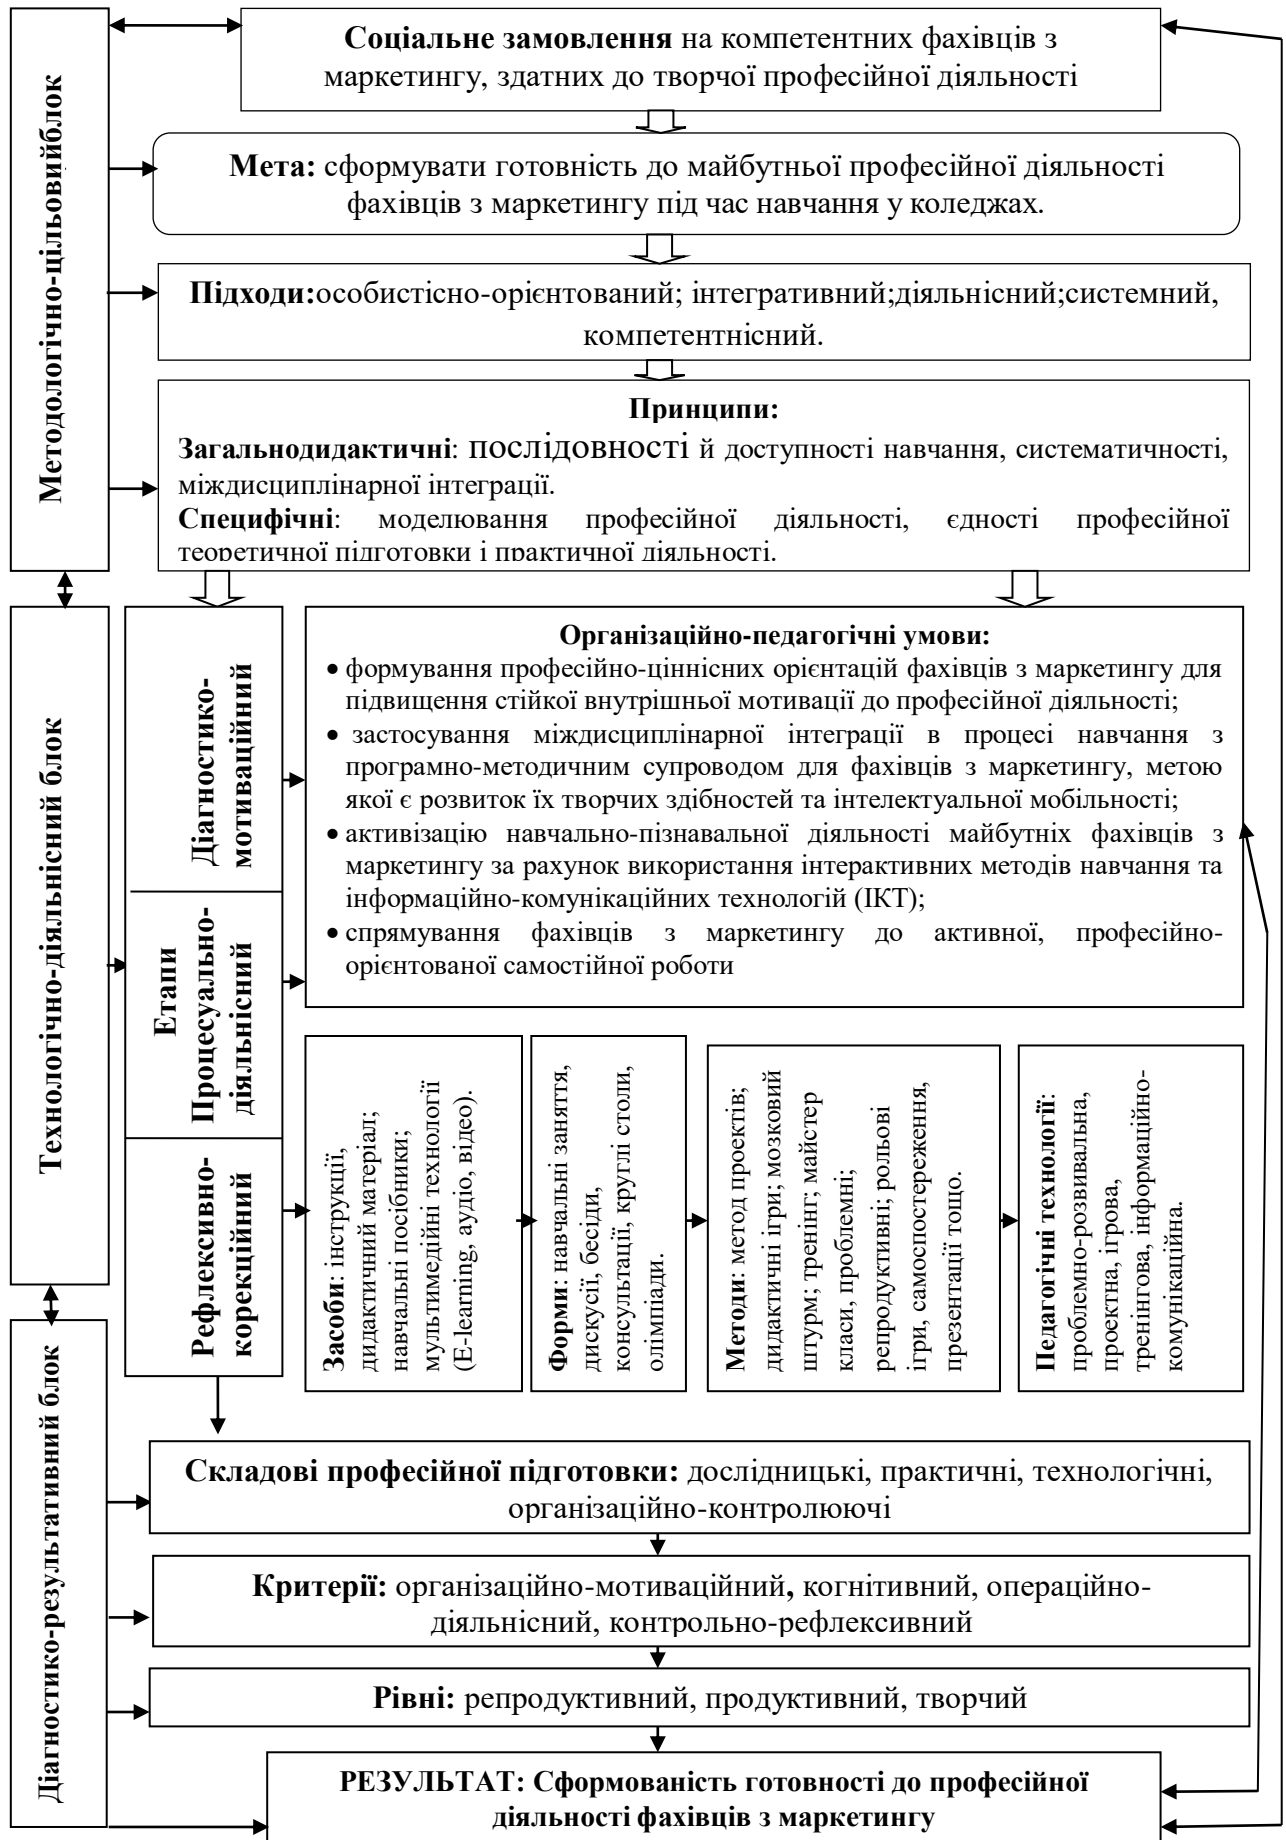 Методологічно-цільовийблок
Соціальне замовлення на компетентних фахівців з
маркетингу, здатних до творчої професійної діяльності
Мета: сформувати готовність до майбутньої професійної діяльності
фахівців з маркетингу під час навчання у коледжах.
Підходи:особистісно-орієнтований; інтегративний;діяльнісний;системний,
компетентнісний.
Принципи:
Загальнодидактичні: послідовності й доступності навчання, систематичності,
міждисциплінарної інтеграції.
Специфічні: моделювання професійної діяльності, єдності професійної
теоретичної підготовки і практичної діяльності.
Технологічно-діяльнісний блок
Етапи
Діагностико-
мотиваційний
Процесуально-
діяльнісний
Рефлексивно-
корекційний
Організаційно-педагогічні умови:
• формування професійно-ціннісних орієнтацій фахівців з маркетингу для
підвищення стійкої внутрішньої мотивації до професійної діяльності;
• застосування міждисциплінарної інтеграції в процесі навчання з
програмно-методичним супроводом для фахівців з маркетингу, метою
якої є розвиток їх творчих здібностей та інтелектуальної мобільності;
• активізацію навчально-пізнавальної діяльності майбутніх фахівців з
маркетингу за рахунок використання інтерактивних методів навчання та
інформаційно-комунікаційних технологій (ІКТ);
• спрямування фахівців з маркетингу до активної, професійно-
орієнтованої самостійної роботи
Засоби: інструкції,
дидактичний матеріал;
навчальні посібники;
мультимедійні технології
(E-learning, аудіо, відео).
Форми: навчальні заняття,
дискусії, бесіди,
консультації, круглі столи,
олімпіади.
Методи: метод проектів;
дидактичні ігри; мозковий
штурм; тренінг; майстер
класи, проблемні;
репродуктивні; рольові
ігри, самоспостереження,
презентації тощо.
Педагогічні технології:
проблемно-розвивальна,
проектна, ігрова,
тренінгова, інформаційно-
комунікаційна.
Діагностико-результативний блок
Складові професійної підготовки: дослідницькі, практичні, технологічні,
організаційно-контролюючі
Критерії: організаційно-мотиваційний, когнітивний, операційно-
діяльнісний, контрольно-рефлексивний
Рівні: репродуктивний, продуктивний, творчий
РЕЗУЛЬТАТ: Сформованість готовності до професійної
діяльності фахівців з маркетингу